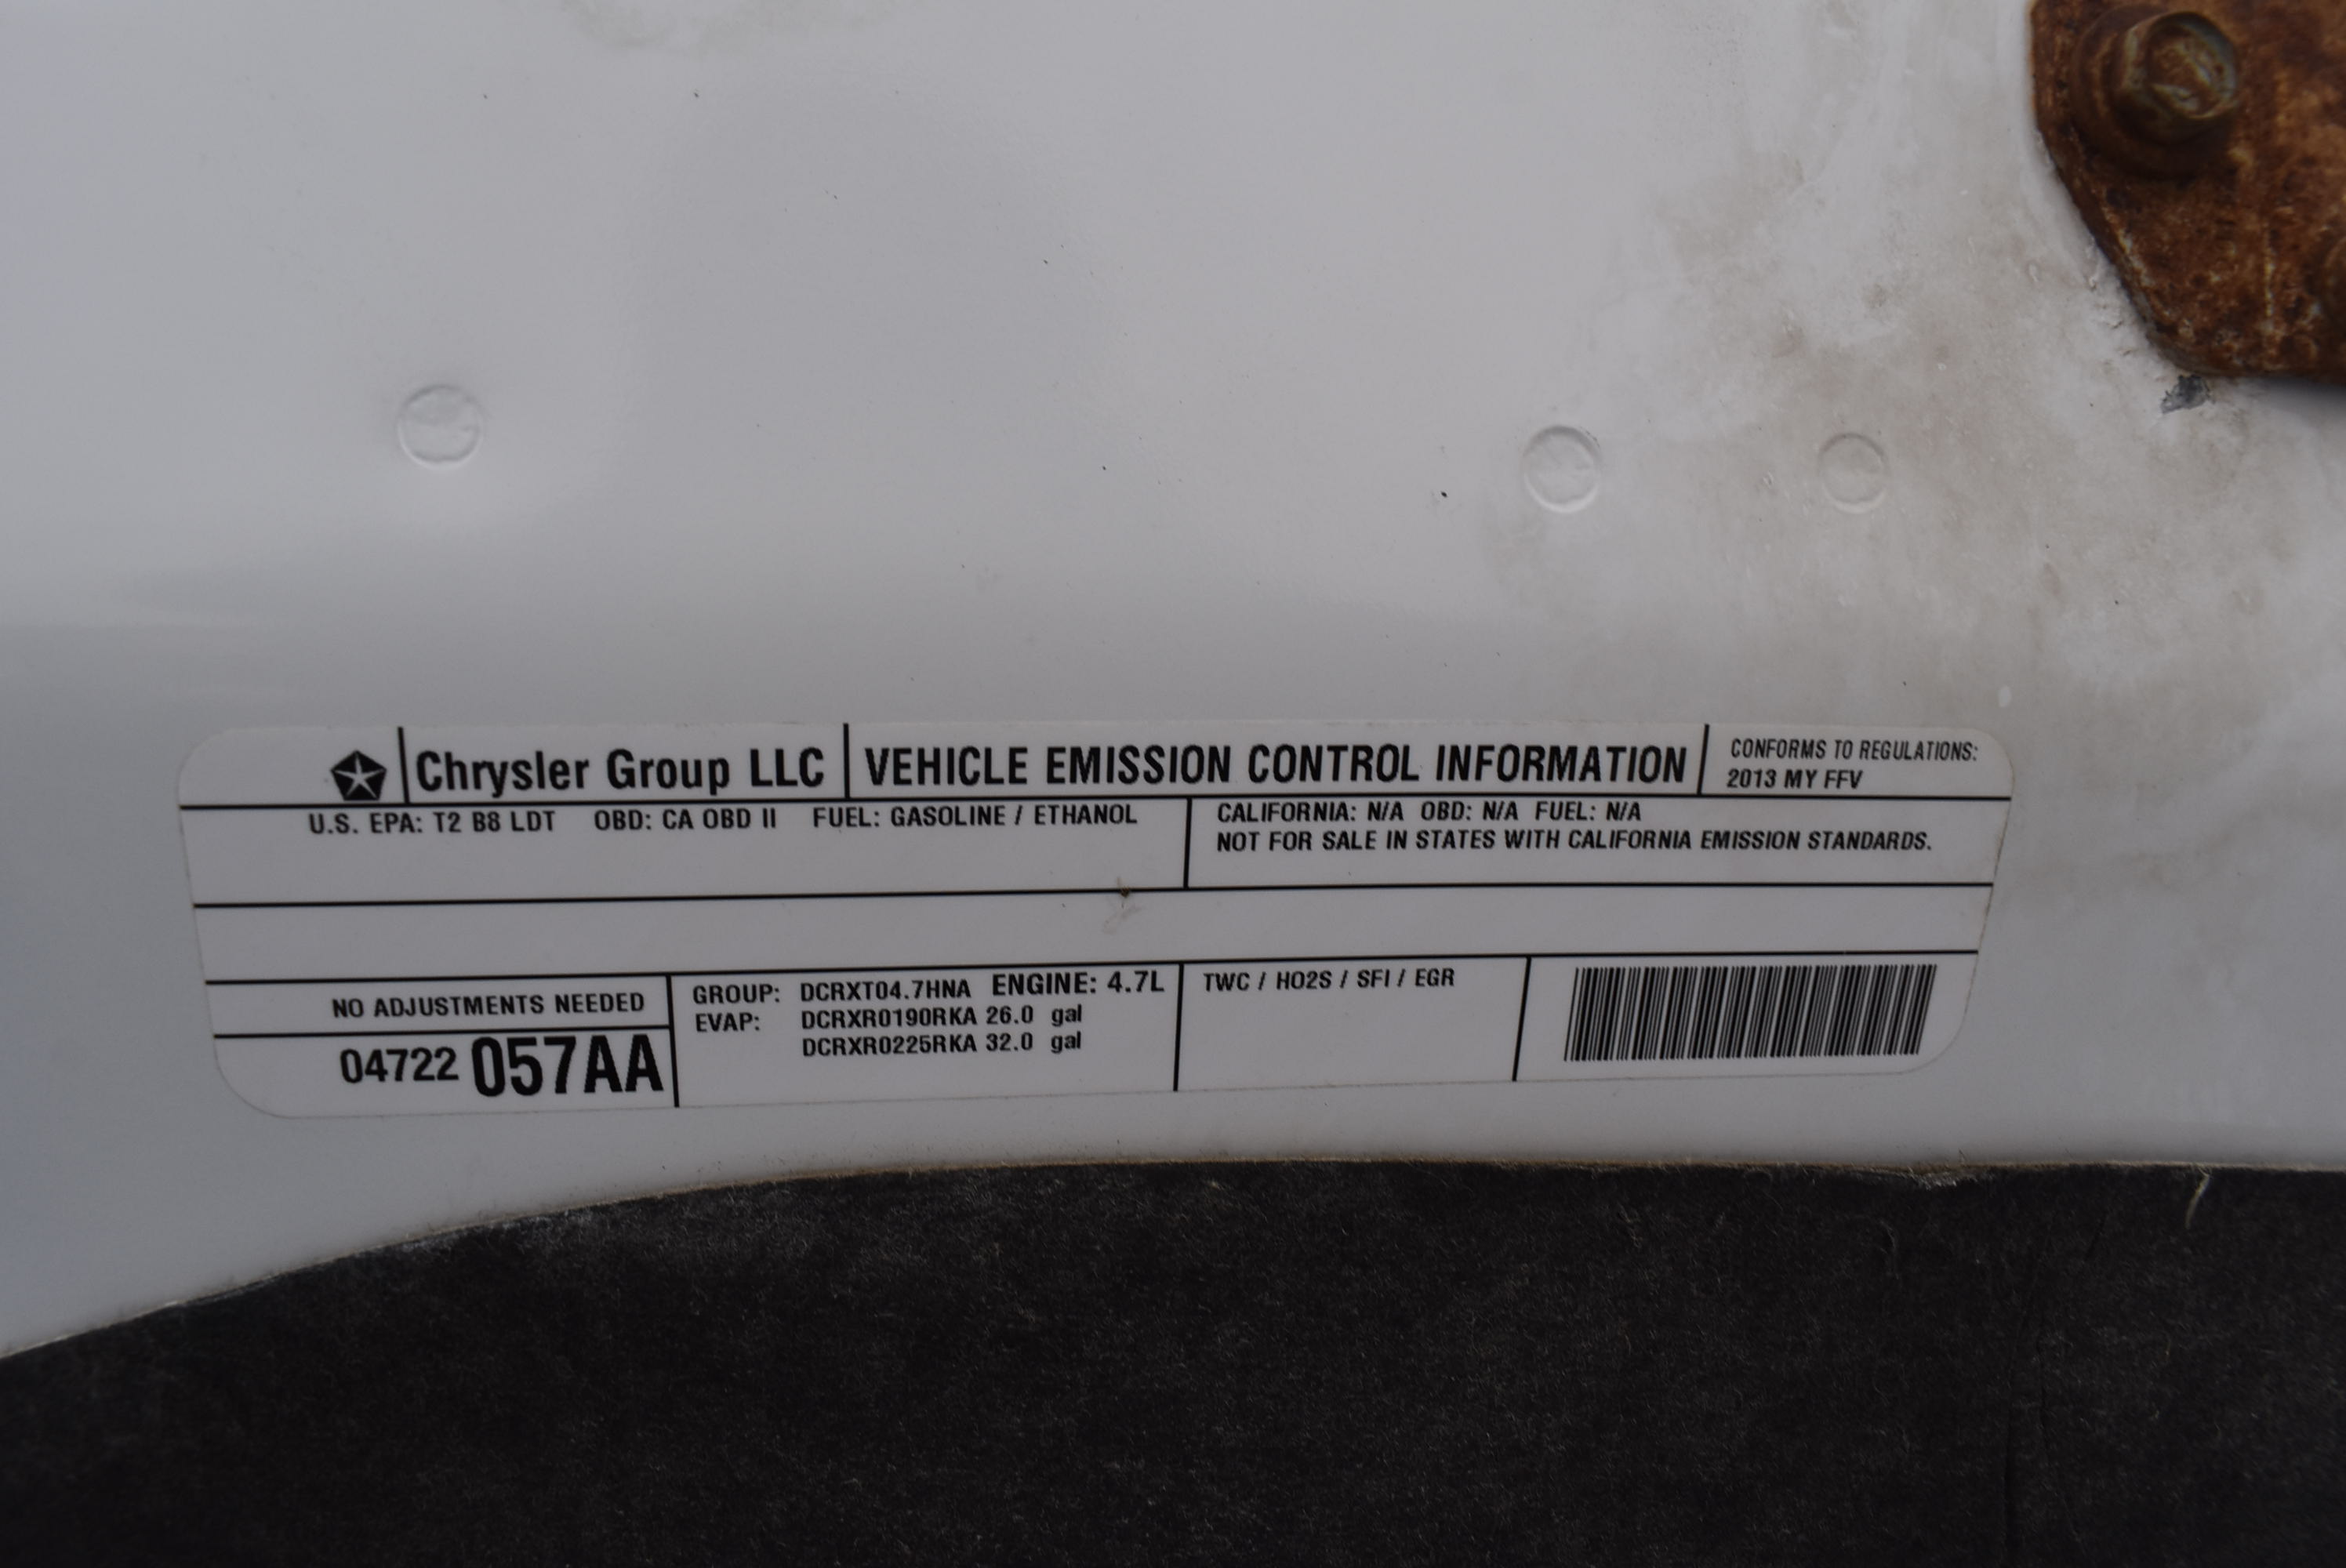 Chrysler Group LLC VEHICLE EMISSION CONTROL INFORMATION
CONFORMS TO REGULATIONS:
2013 MY FFV
U.S. EPA: T2 B8 LDT OBD: CA OBD II FUEL: GASOLINE / ETHANOL
CALIFORNIA: N/A OBD: N/A FUEL: N/A
NOT FOR SALE IN STATES WITH CALIFORNIA EMISSION STANDARDS.
NO ADJUSTMENTS NEEDED
04722 057AA
GROUP: DCRXT04.7HNA ENGINE: 4.7L
EVAP: DCRXR0190RKA 26.0 gal
DCRXR0225RKA 32.0 gal
TWC / HO2S / SFI / EGR